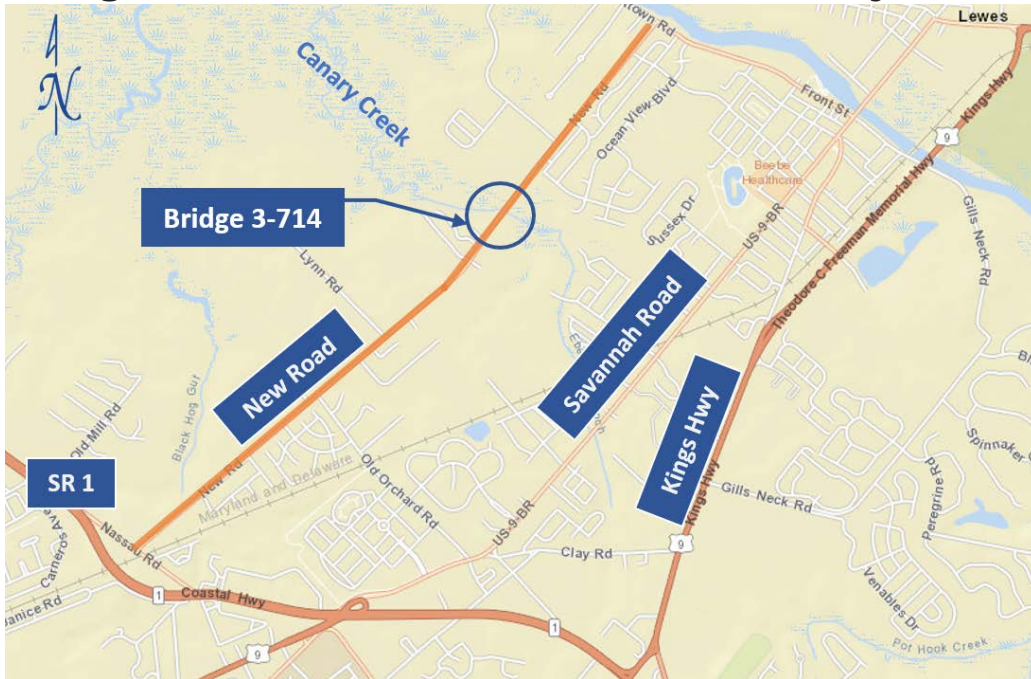 Lewes
town Rd
N
Canary Creek
New Rd
Ocean View Blvd
Front St
Kings Hwy
9
Beebe
Healthcare
Bridge 3-714
Sussex Dr
US-9-BR
Theodore C Freeman Memorial Hwy
Gills Neck Rd
Lynn Rd
New Road
Savannah Road
Kings Hwy
Black Hog Gut
Old Mill Rd
SR 1
New Rd
Maryland and Delaware
Old Orchard Rd
US-9-BR
Kings Hwy
Gills Neck Rd
Spinnaker
Peregrine Rd
Nassau Rd
Clay Rd
9
Venables Dr
Janice Rd
1
Coastal Hwy
1
9
Pot Hook Creek